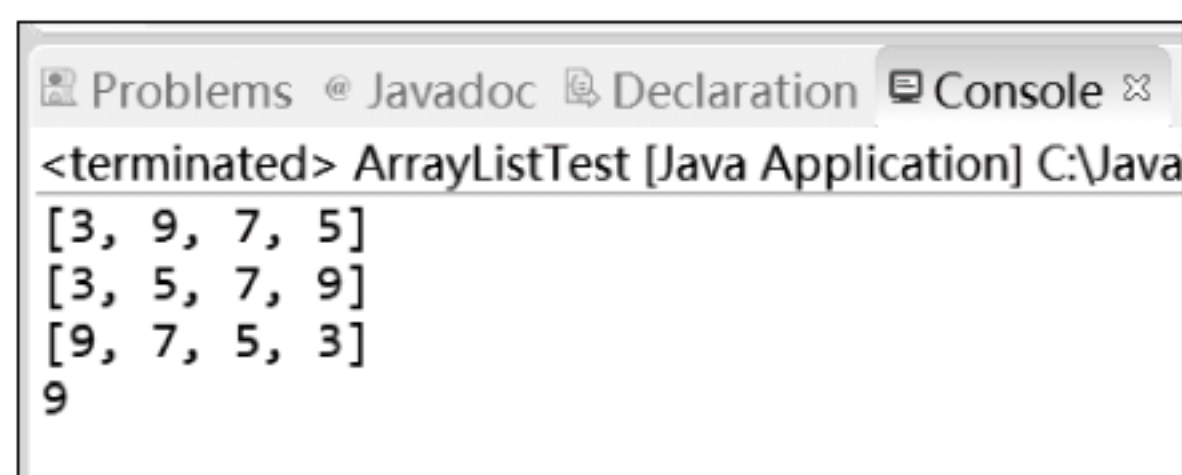 Problems @ Javadoc Declaration Console
<terminated> ArrayListTest [Java Application] C:\Java
[3, 9, 7, 5]
[3, 5, 7, 9]
[9, 7, 5, 3]
9